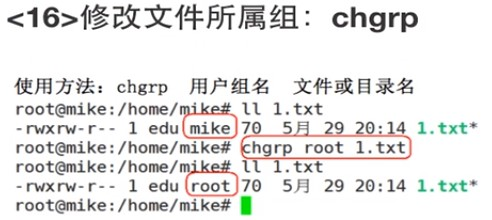 <16>修改文件所属组：chgrp
使用方法：chgrp 用户组名 文件或目录名
root@mike:/home/mike# ll 1.txt
-rwxrw-r-- 1 edu mike 70 5月 29 20:14 1.txt*
root@mike:/home/mike# chgrp root 1.txt
root@mike:/home/mike# ll 1.txt
-rwxrw-r-- 1 edu root 70 5月 29 20:14 1.txt*
root@mike:/home/mike#